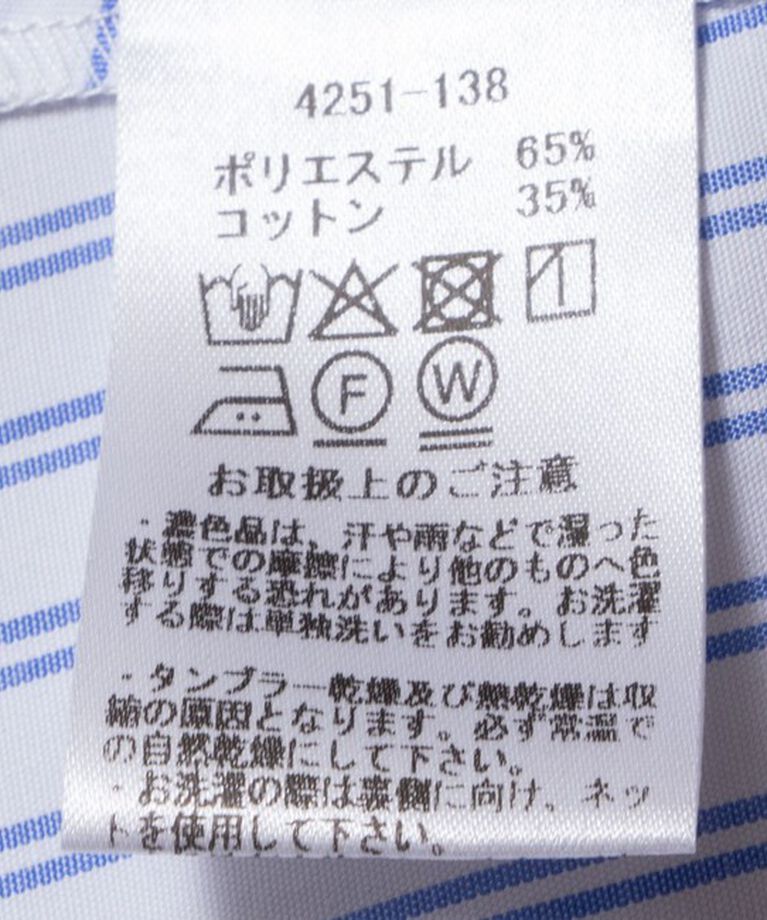 4251-138
ポリエステル 65%
コットン 35%
F W
お取扱上のご注意
・濃色品は、汗や雨などで湿った
状態での摩擦により他のものへ色
移りする恐れがあります。お洗濯
する際は単独洗いをお勧めします
・タンブラー乾燥及び熱乾燥は収
縮の原因となります。必ず常温で
の自然乾燥にして下さい。
・お洗濯の際は裏側に向け、ネッ
トを使用して下さい。